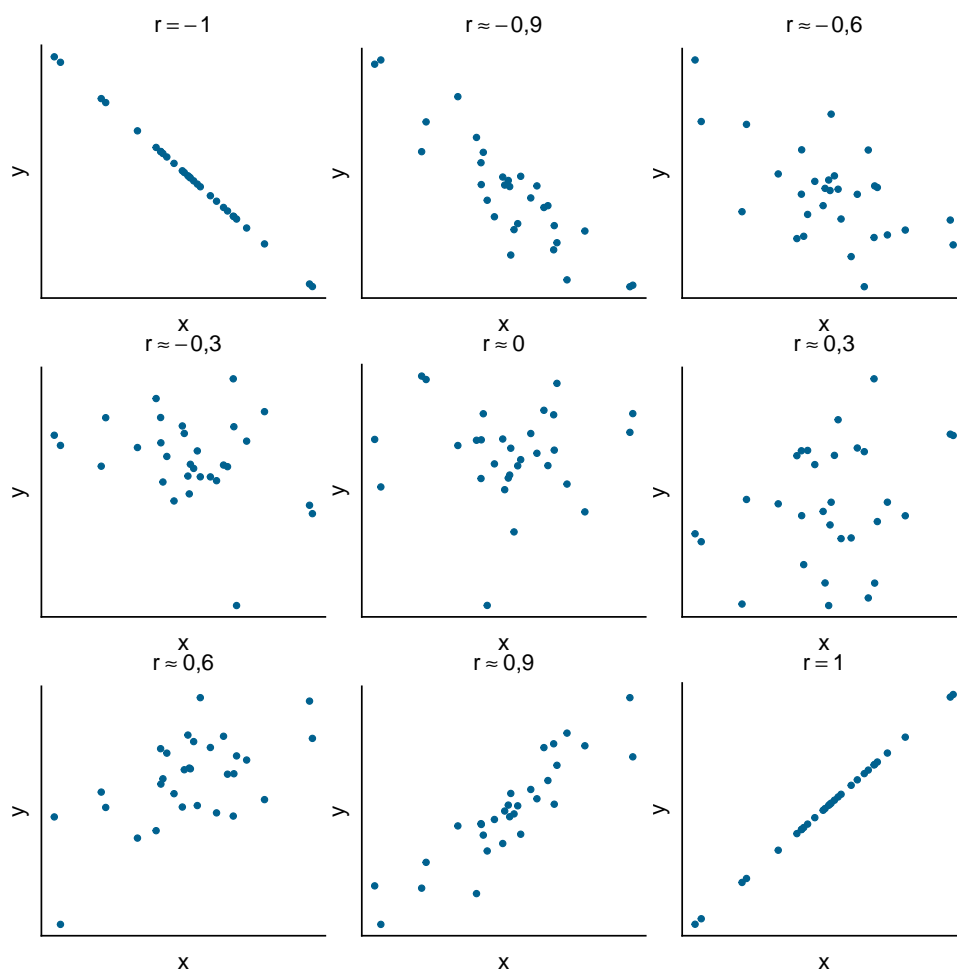 r = −1
r ≈ −0,9
r ≈ −0,6
y
y
y
x
x
x
r ≈ −0,3
r ≈ 0
r ≈ 0,3
y
y
y
x
x
x
r ≈ 0,6
r ≈ 0,9
r = 1
y
y
y
x
x
x